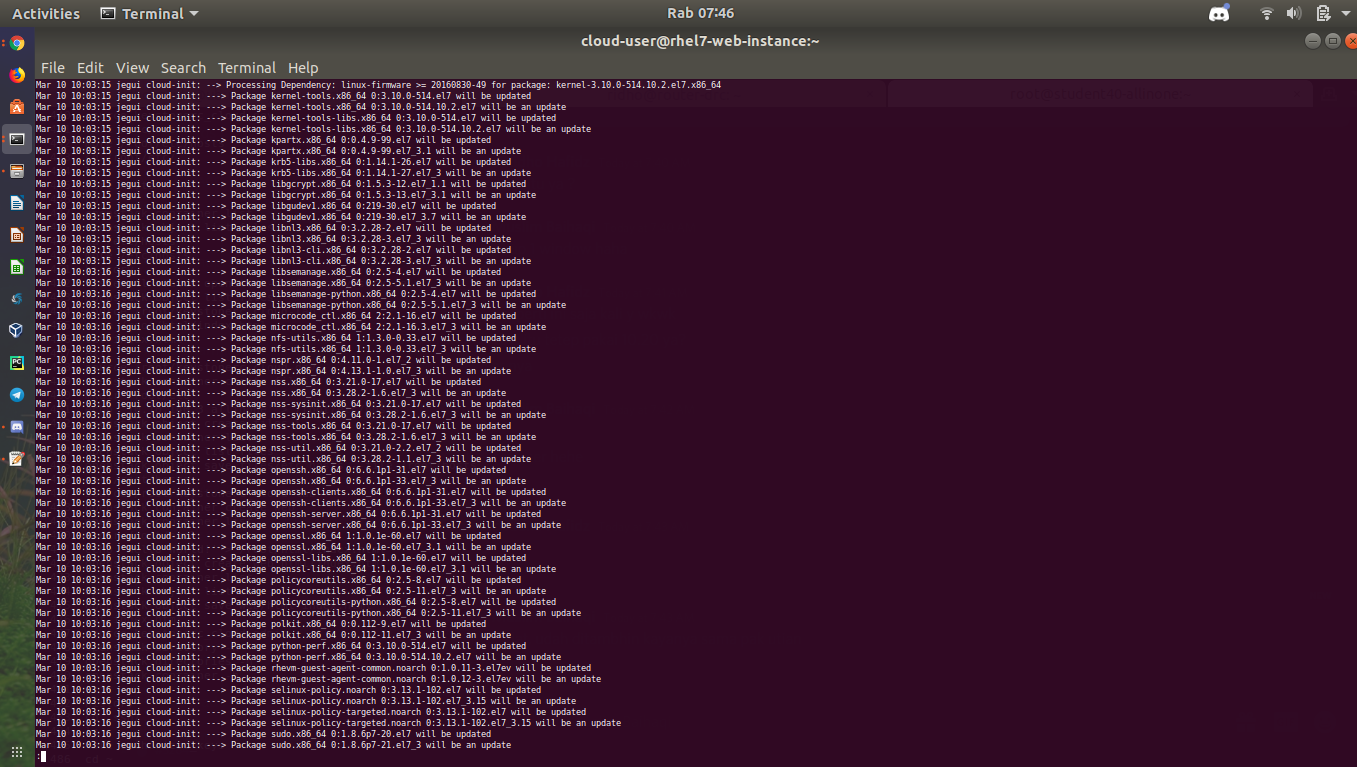 Activities Terminal Rab 07:46
cloud-user@rhel7-web-instance:~
File Edit View Search Terminal Help
Mar 10 10:03:15 jegui cloud-init: --> Processing Dependency: linux-firmware >= 20160830-49 for package: kernel-3.10.0-514.10.2.el7.x86_64
Mar 10 10:03:15 jegui cloud-init: ---> Package kernel-tools.x86_64 0:3.10.0-514.el7 will be updated
Mar 10 10:03:15 jegui cloud-init: ---> Package kernel-tools.x86_64 0:3.10.0-514.10.2.el7 will be an update
Mar 10 10:03:15 jegui cloud-init: ---> Package kernel-tools-libs.x86_64 0:3.10.0-514.el7 will be updated
Mar 10 10:03:15 jegui cloud-init: ---> Package kernel-tools-libs.x86_64 0:3.10.0-514.10.2.el7 will be an update
Mar 10 10:03:15 jegui cloud-init: ---> Package kpartx.x86_64 0:0.4.9-99.el7 will be updated
Mar 10 10:03:15 jegui cloud-init: ---> Package kpartx.x86_64 0:0.4.9-99.el7_3.1 will be an update
Mar 10 10:03:15 jegui cloud-init: ---> Package krb5-libs.x86_64 0:1.14.1-26.el7 will be updated
Mar 10 10:03:15 jegui cloud-init: ---> Package krb5-libs.x86_64 0:1.14.1-27.el7_3 will be an update
Mar 10 10:03:15 jegui cloud-init: ---> Package libgcrypt.x86_64 0:1.5.3-12.el7_1.1 will be updated
Mar 10 10:03:15 jegui cloud-init: ---> Package libgcrypt.x86_64 0:1.5.3-13.el7_3.1 will be an update
Mar 10 10:03:15 jegui cloud-init: ---> Package libgudev1.x86_64 0:219-30.el7 will be updated
Mar 10 10:03:15 jegui cloud-init: ---> Package libgudev1.x86_64 0:219-30.el7_3.7 will be an update
Mar 10 10:03:15 jegui cloud-init: ---> Package libnl3.x86_64 0:3.2.28-2.el7 will be updated
Mar 10 10:03:15 jegui cloud-init: ---> Package libnl3.x86_64 0:3.2.28-3.el7_3 will be an update
Mar 10 10:03:15 jegui cloud-init: ---> Package libnl3-cli.x86_64 0:3.2.28-2.el7 will be updated
Mar 10 10:03:15 jegui cloud-init: ---> Package libnl3-cli.x86_64 0:3.2.28-3.el7_3 will be an update
Mar 10 10:03:16 jegui cloud-init: ---> Package libsemanage.x86_64 0:2.5-4.el7 will be updated
Mar 10 10:03:16 jegui cloud-init: ---> Package libsemanage.x86_64 0:2.5-5.1.el7_3 will be an update
Mar 10 10:03:16 jegui cloud-init: ---> Package libsemanage-python.x86_64 0:2.5-4.el7 will be updated
Mar 10 10:03:16 jegui cloud-init: ---> Package libsemanage-python.x86_64 0:2.5-5.1.el7_3 will be an update
Mar 10 10:03:16 jegui cloud-init: ---> Package microcode_ctl.x86_64 2:2.1-16.el7 will be updated
Mar 10 10:03:16 jegui cloud-init: ---> Package microcode_ctl.x86_64 2:2.1-16.3.el7_3 will be an update
Mar 10 10:03:16 jegui cloud-init: ---> Package nfs-utils.x86_64 1:1.3.0-0.33.el7 will be updated
Mar 10 10:03:16 jegui cloud-init: ---> Package nfs-utils.x86_64 1:1.3.0-0.33.el7_3 will be an update
Mar 10 10:03:16 jegui cloud-init: ---> Package nspr.x86_64 0:4.11.0-1.el7_2 will be updated
Mar 10 10:03:16 jegui cloud-init: ---> Package nspr.x86_64 0:4.13.1-1.0.el7_3 will be an update
Mar 10 10:03:16 jegui cloud-init: ---> Package nss.x86_64 0:3.21.0-17.el7 will be updated
Mar 10 10:03:16 jegui cloud-init: ---> Package nss.x86_64 0:3.28.2-1.6.el7_3 will be an update
Mar 10 10:03:16 jegui cloud-init: ---> Package nss-sysinit.x86_64 0:3.21.0-17.el7 will be updated
Mar 10 10:03:16 jegui cloud-init: ---> Package nss-sysinit.x86_64 0:3.28.2-1.6.el7_3 will be an update
Mar 10 10:03:16 jegui cloud-init: ---> Package nss-tools.x86_64 0:3.21.0-17.el7 will be updated
Mar 10 10:03:16 jegui cloud-init: ---> Package nss-tools.x86_64 0:3.28.2-1.6.el7_3 will be an update
Mar 10 10:03:16 jegui cloud-init: ---> Package nss-util.x86_64 0:3.21.0-2.2.el7_2 will be updated
Mar 10 10:03:16 jegui cloud-init: ---> Package nss-util.x86_64 0:3.28.2-1.1.el7_3 will be an update
Mar 10 10:03:16 jegui cloud-init: ---> Package openssh.x86_64 0:6.6.1p1-31.el7 will be updated
Mar 10 10:03:16 jegui cloud-init: ---> Package openssh.x86_64 0:6.6.1p1-33.el7_3 will be an update
Mar 10 10:03:16 jegui cloud-init: ---> Package openssh-clients.x86_64 0:6.6.1p1-31.el7 will be updated
Mar 10 10:03:16 jegui cloud-init: ---> Package openssh-clients.x86_64 0:6.6.1p1-33.el7_3 will be an update
Mar 10 10:03:16 jegui cloud-init: ---> Package openssh-server.x86_64 0:6.6.1p1-31.el7 will be updated
Mar 10 10:03:16 jegui cloud-init: ---> Package openssh-server.x86_64 0:6.6.1p1-33.el7_3 will be an update
Mar 10 10:03:16 jegui cloud-init: ---> Package openssl.x86_64 1:1.0.1e-60.el7 will be updated
Mar 10 10:03:16 jegui cloud-init: ---> Package openssl.x86_64 1:1.0.1e-60.el7_3.1 will be an update
Mar 10 10:03:16 jegui cloud-init: ---> Package openssl-libs.x86_64 1:1.0.1e-60.el7 will be updated
Mar 10 10:03:16 jegui cloud-init: ---> Package openssl-libs.x86_64 1:1.0.1e-60.el7_3.1 will be an update
Mar 10 10:03:16 jegui cloud-init: ---> Package policycoreutils.x86_64 0:2.5-8.el7 will be updated
Mar 10 10:03:16 jegui cloud-init: ---> Package policycoreutils.x86_64 0:2.5-11.el7_3 will be an update
Mar 10 10:03:16 jegui cloud-init: ---> Package policycoreutils-python.x86_64 0:2.5-8.el7 will be updated
Mar 10 10:03:16 jegui cloud-init: ---> Package policycoreutils-python.x86_64 0:2.5-11.el7_3 will be an update
Mar 10 10:03:16 jegui cloud-init: ---> Package polkit.x86_64 0:0.112-9.el7 will be updated
Mar 10 10:03:16 jegui cloud-init: ---> Package polkit.x86_64 0:0.112-11.el7_3 will be an update
Mar 10 10:03:16 jegui cloud-init: ---> Package python-perf.x86_64 0:3.10.0-514.el7 will be updated
Mar 10 10:03:16 jegui cloud-init: ---> Package python-perf.x86_64 0:3.10.0-514.10.2.el7 will be an update
Mar 10 10:03:16 jegui cloud-init: ---> Package rhevm-guest-agent-common.noarch 0:1.0.11-3.el7ev will be updated
Mar 10 10:03:16 jegui cloud-init: ---> Package rhevm-guest-agent-common.noarch 0:1.0.12-3.el7ev will be an update
Mar 10 10:03:16 jegui cloud-init: ---> Package selinux-policy.noarch 0:3.13.1-102.el7 will be updated
Mar 10 10:03:16 jegui cloud-init: ---> Package selinux-policy.noarch 0:3.13.1-102.el7_3.15 will be an update
Mar 10 10:03:16 jegui cloud-init: ---> Package selinux-policy-targeted.noarch 0:3.13.1-102.el7 will be updated
Mar 10 10:03:16 jegui cloud-init: ---> Package selinux-policy-targeted.noarch 0:3.13.1-102.el7_3.15 will be an update
Mar 10 10:03:16 jegui cloud-init: ---> Package sudo.x86_64 0:1.8.6p7-20.el7 will be updated
Mar 10 10:03:16 jegui cloud-init: ---> Package sudo.x86_64 0:1.8.6p7-21.el7_3 will be an update
: